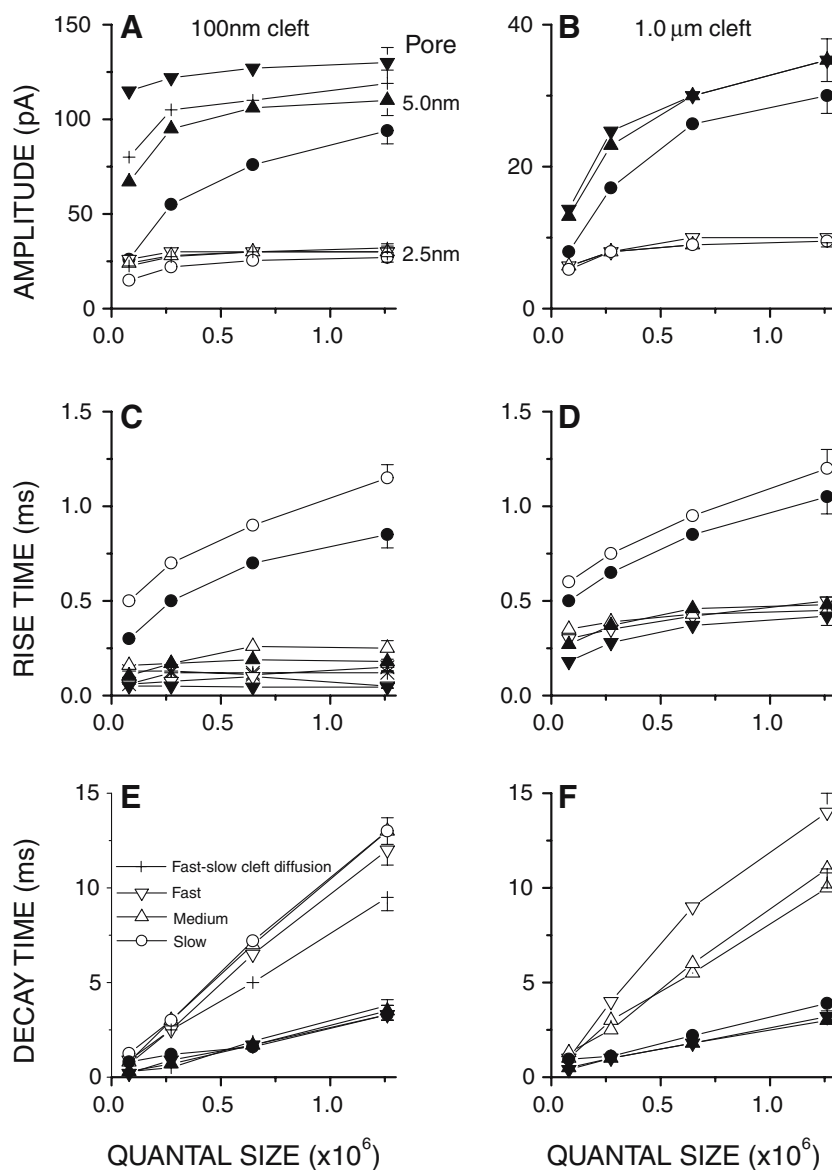 A
100nm cleft
Pore
B
1.0 μm cleft
AMPLITUDE (pA)
150
100
50
0
5.0nm
2.5nm
0.0
0.5
1.0
40
20
0
0.0
0.5
1.0
C
D
RISE TIME (ms)
1.5
1.0
0.5
0.0
0.0
0.5
1.0
1.5
1.0
0.5
0.0
0.0
0.5
1.0
E
F
DECAY TIME (ms)
15
10
5
0
Fast-slow cleft diffusion
Fast
Medium
Slow
0.0
0.5
1.0
15
10
5
0
0.0
0.5
1.0
QUANTAL SIZE (x10⁶)
QUANTAL SIZE (x10⁶)